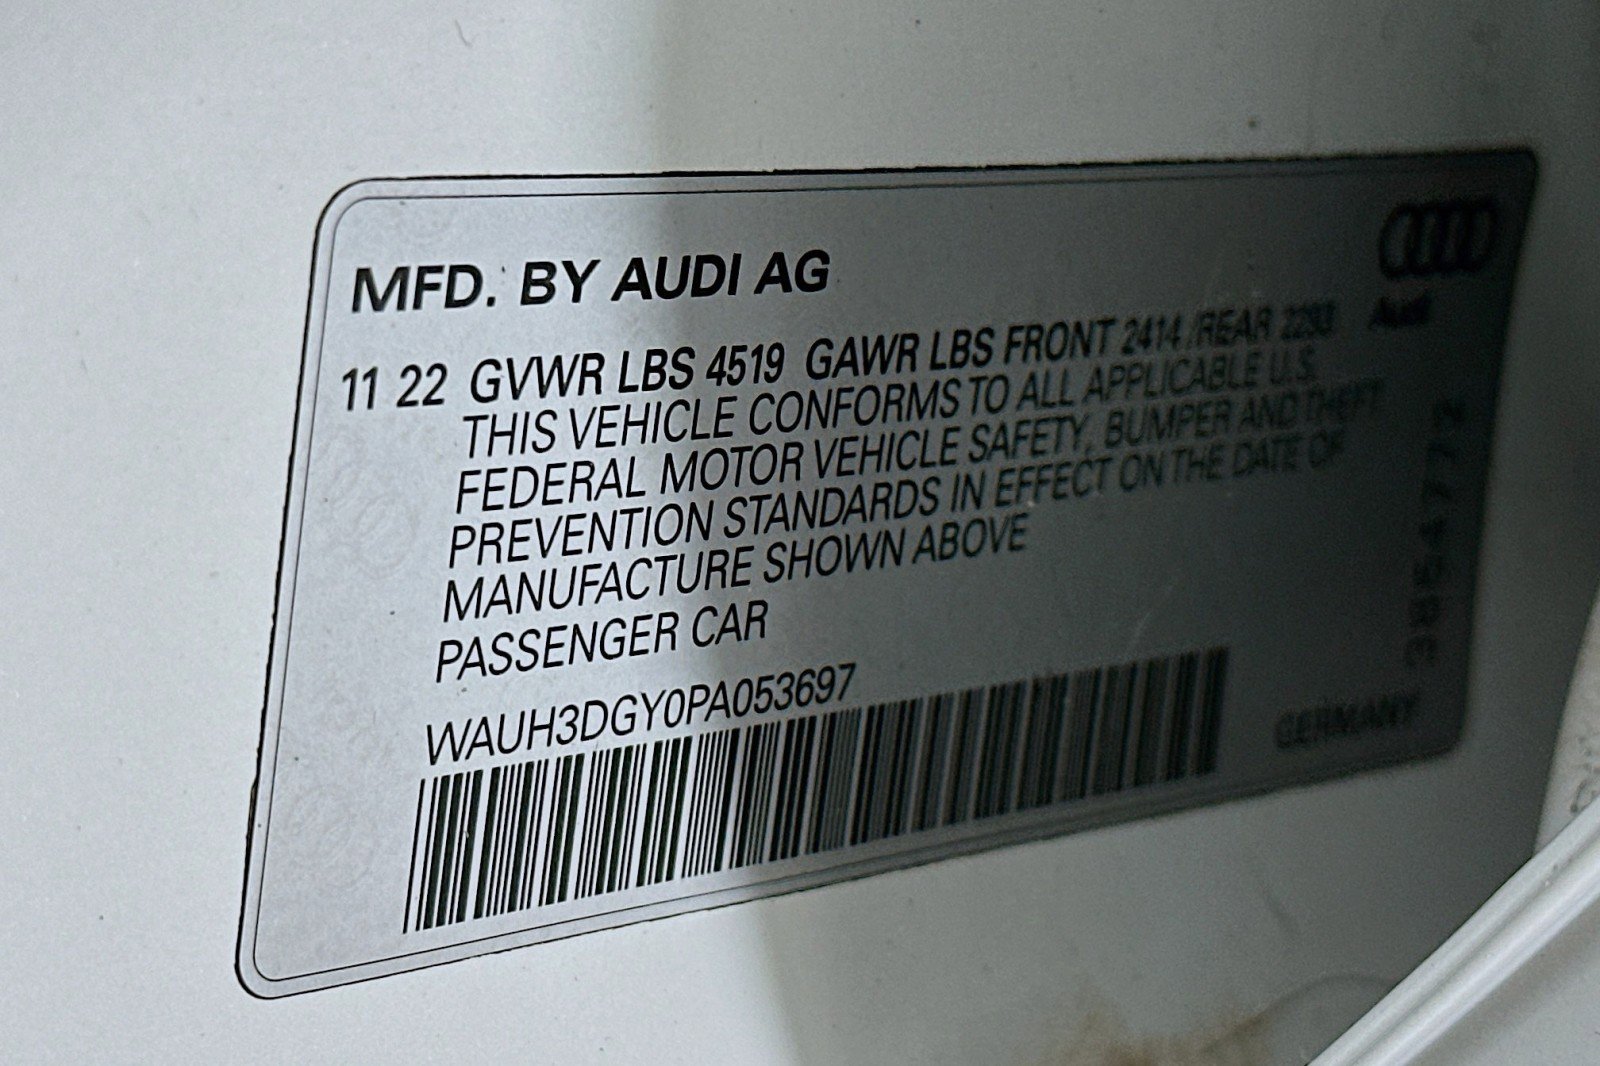 MFD. BY AUDI AG
Audi
11 22 GVWR LBS 4519 GAWR LBS FRONT 2414 /REAR 2293
THIS VEHICLE CONFORMS TO ALL APPLICABLE U.S.
FEDERAL MOTOR VEHICLE SAFETY, BUMPER AND THEFT
PREVENTION STANDARDS IN EFFECT ON THE DATE OF
MANUFACTURE SHOWN ABOVE
PASSENGER CAR
WAUH3DGY0PA053697
GERMANY